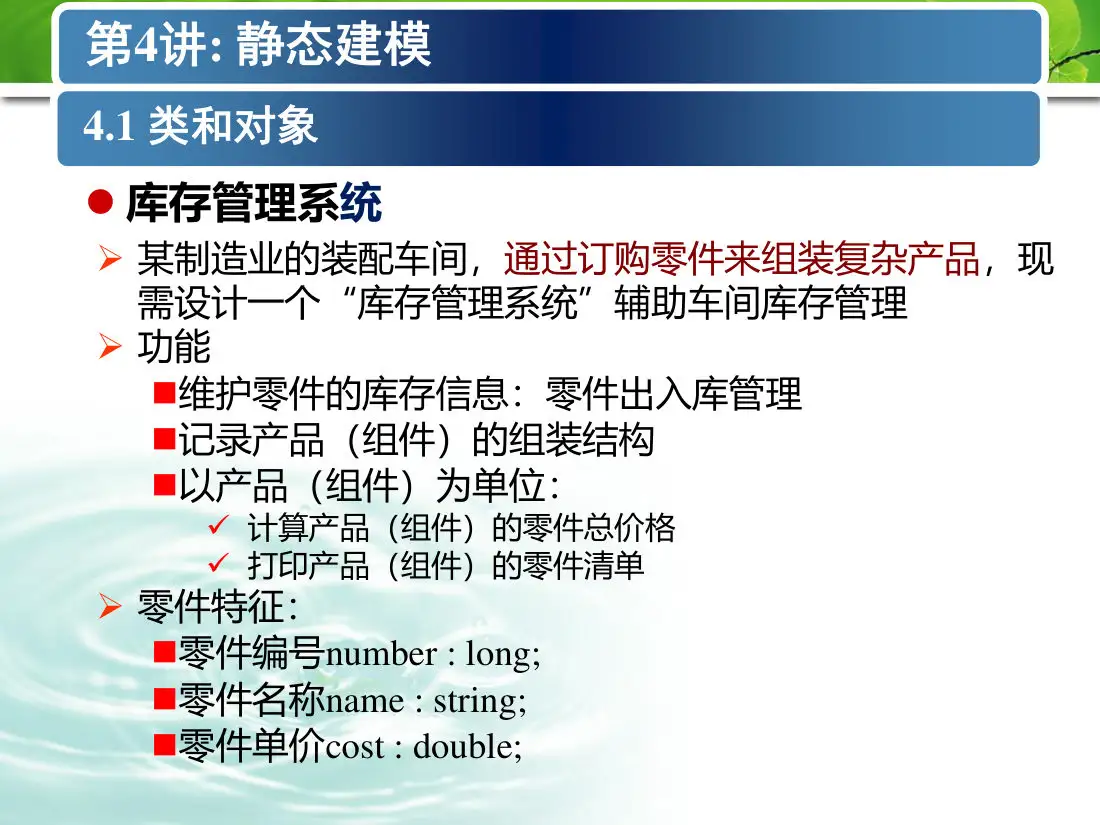 第4讲: 静态建模
4.1 类和对象
库存管理系统
某制造业的装配车间，通过订购零件来组装复杂产品，现
需设计一个“库存管理系统”辅助车间库存管理
功能
维护零件的库存信息：零件出入库管理
记录产品（组件）的组装结构
以产品（组件）为单位：
计算产品（组件）的零件总价格
打印产品（组件）的零件清单
零件特征：
零件编号number : long;
零件名称name : string;
零件单价cost : double;